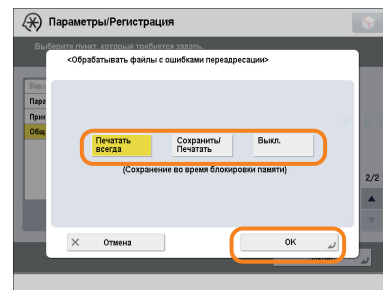 Параметры/Регистрация
Выберите пункт, который требуется задать.
<Обрабатывать файлы с ошибками переадресации>
Пара
Прие
Общ
Печатать всегда
Сохранить/ Печатать
Выкл.
(Сохранение во время блокировки памяти)
2/2
Отмена
OK